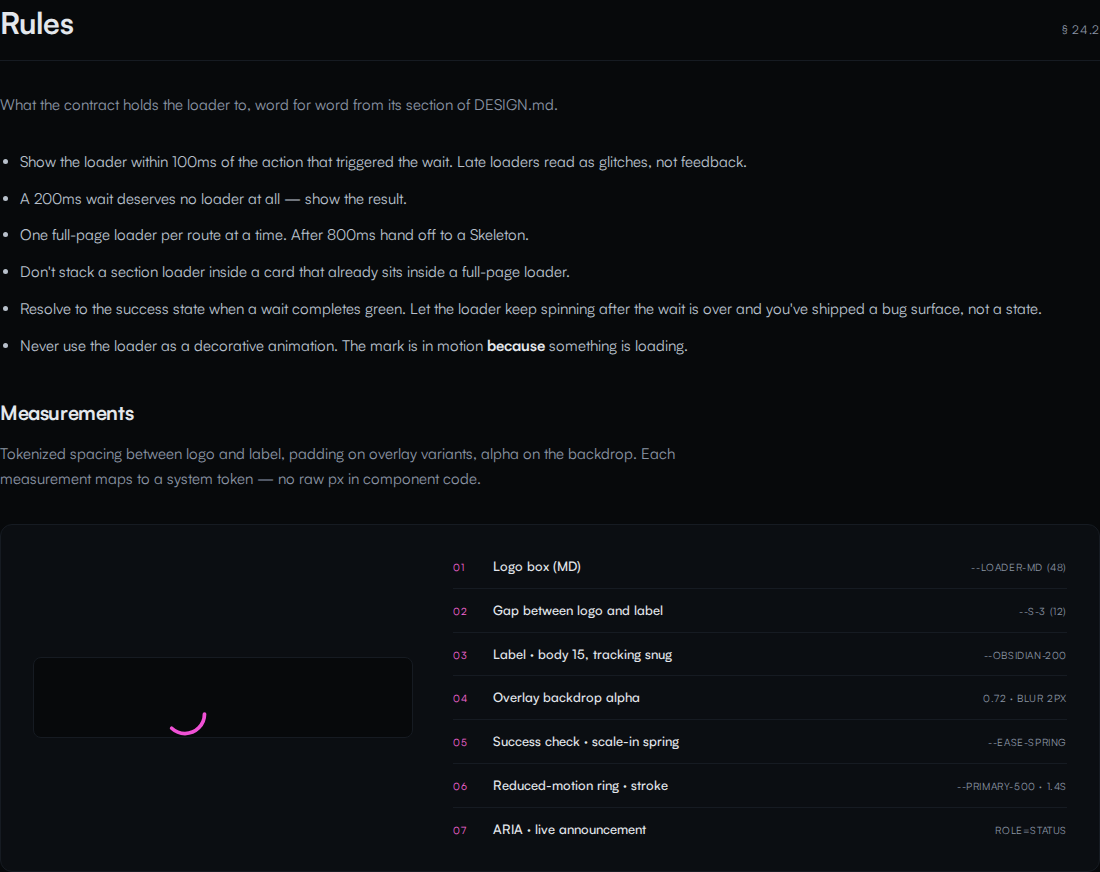 Rules
§ 24.2
What the contract holds the loader to, word for word from its section of DESIGN.md.
• Show the loader within 100ms of the action that triggered the wait. Late loaders read as glitches, not feedback.
• A 200ms wait deserves no loader at all — show the result.
• One full-page loader per route at a time. After 800ms hand off to a Skeleton.
• Don't stack a section loader inside a card that already sits inside a full-page loader.
• Resolve to the success state when a wait completes green. Let the loader keep spinning after the wait is over and you've shipped a bug surface, not a state.
• Never use the loader as a decorative animation. The mark is in motion because something is loading.
Measurements
Tokenized spacing between logo and label, padding on overlay variants, alpha on the backdrop. Each
measurement maps to a system token — no raw px in component code.
01 Logo box (MD) --LOADER-MD (48)
02 Gap between logo and label --S-3 (12)
03 Label · body 15, tracking snug --OBSIDIAN-200
04 Overlay backdrop alpha 0.72 · BLUR 2PX
05 Success check · scale-in spring --EASE-SPRING
06 Reduced-motion ring · stroke --PRIMARY-500 · 1.4S
07 ARIA · live announcement ROLE=STATUS